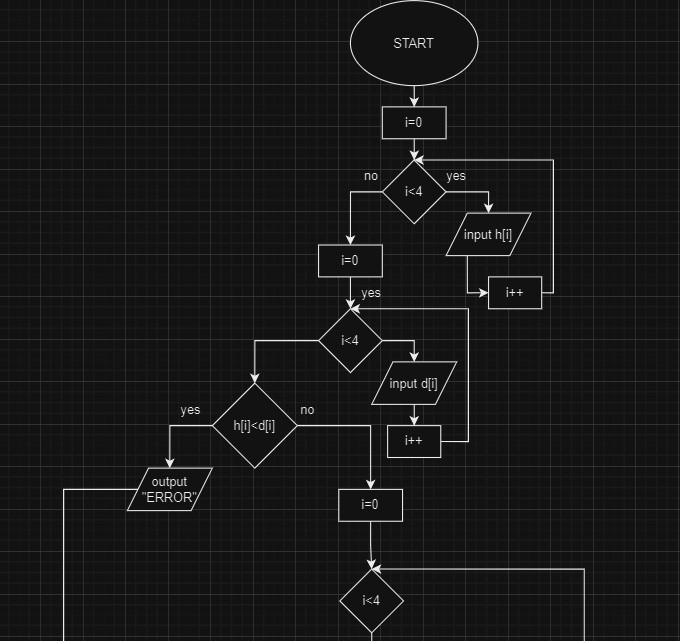 START
i=0
no
yes
i<4
input h[i]
i=0
i++
yes
i<4
input d[i]
yes
no
h[i]<d[i]
i++
output
"ERROR"
i=0
i<4